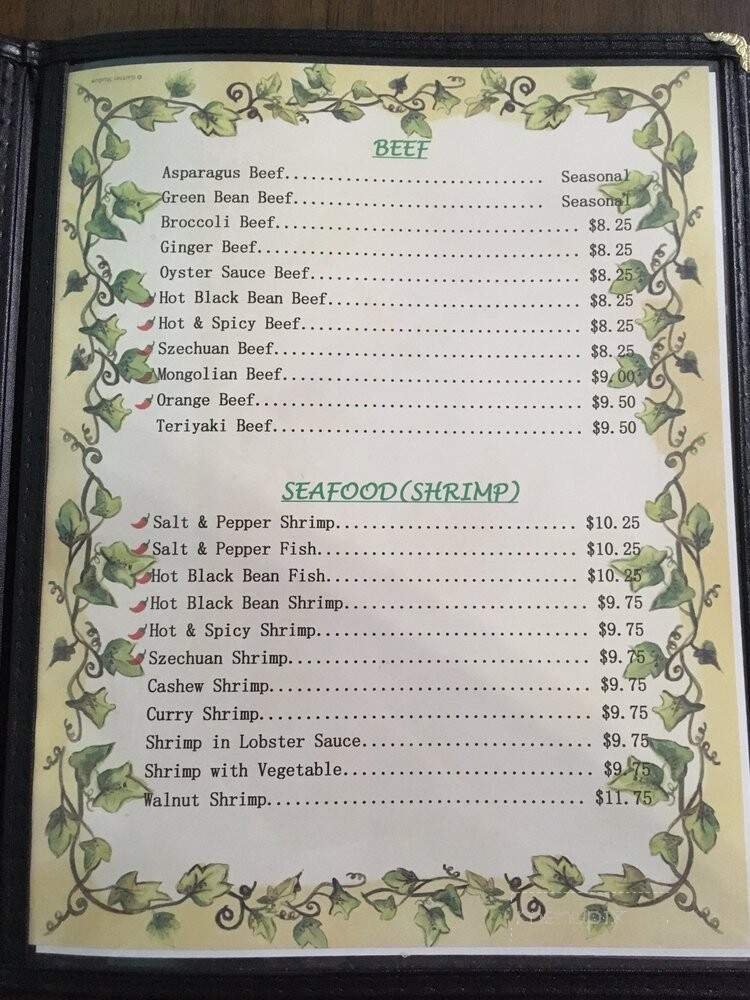 © Gartner Studios
BEEF
Asparagus Beef.............................. Seasonal
Green Bean Beef............................. Seasonal
Broccoli Beef................................... $8.25
Ginger Beef..................................... $8.25
Oyster Sauce Beef............................... $8.25
Hot Black Bean Beef............................. $8.25
Hot & Spicy Beef................................ $8.25
Szechuan Beef................................... $8.25
Mongolian Beef.................................. $9.00
Orange Beef..................................... $9.50
Teriyaki Beef................................... $9.50
SEAFOOD(SHRIMP)
Salt & Pepper Shrimp........................... $10.25
Salt & Pepper Fish............................. $10.25
Hot Black Bean Fish............................ $10.25
Hot Black Bean Shrimp........................... $9.75
Hot & Spicy Shrimp.............................. $9.75
Szechuan Shrimp................................. $9.75
Cashew Shrimp................................... $9.75
Curry Shrimp.................................... $9.75
Shrimp in Lobster Sauce......................... $9.75
Shrimp with Vegetable........................... $9.75
Walnut Shrimp.................................. $11.75